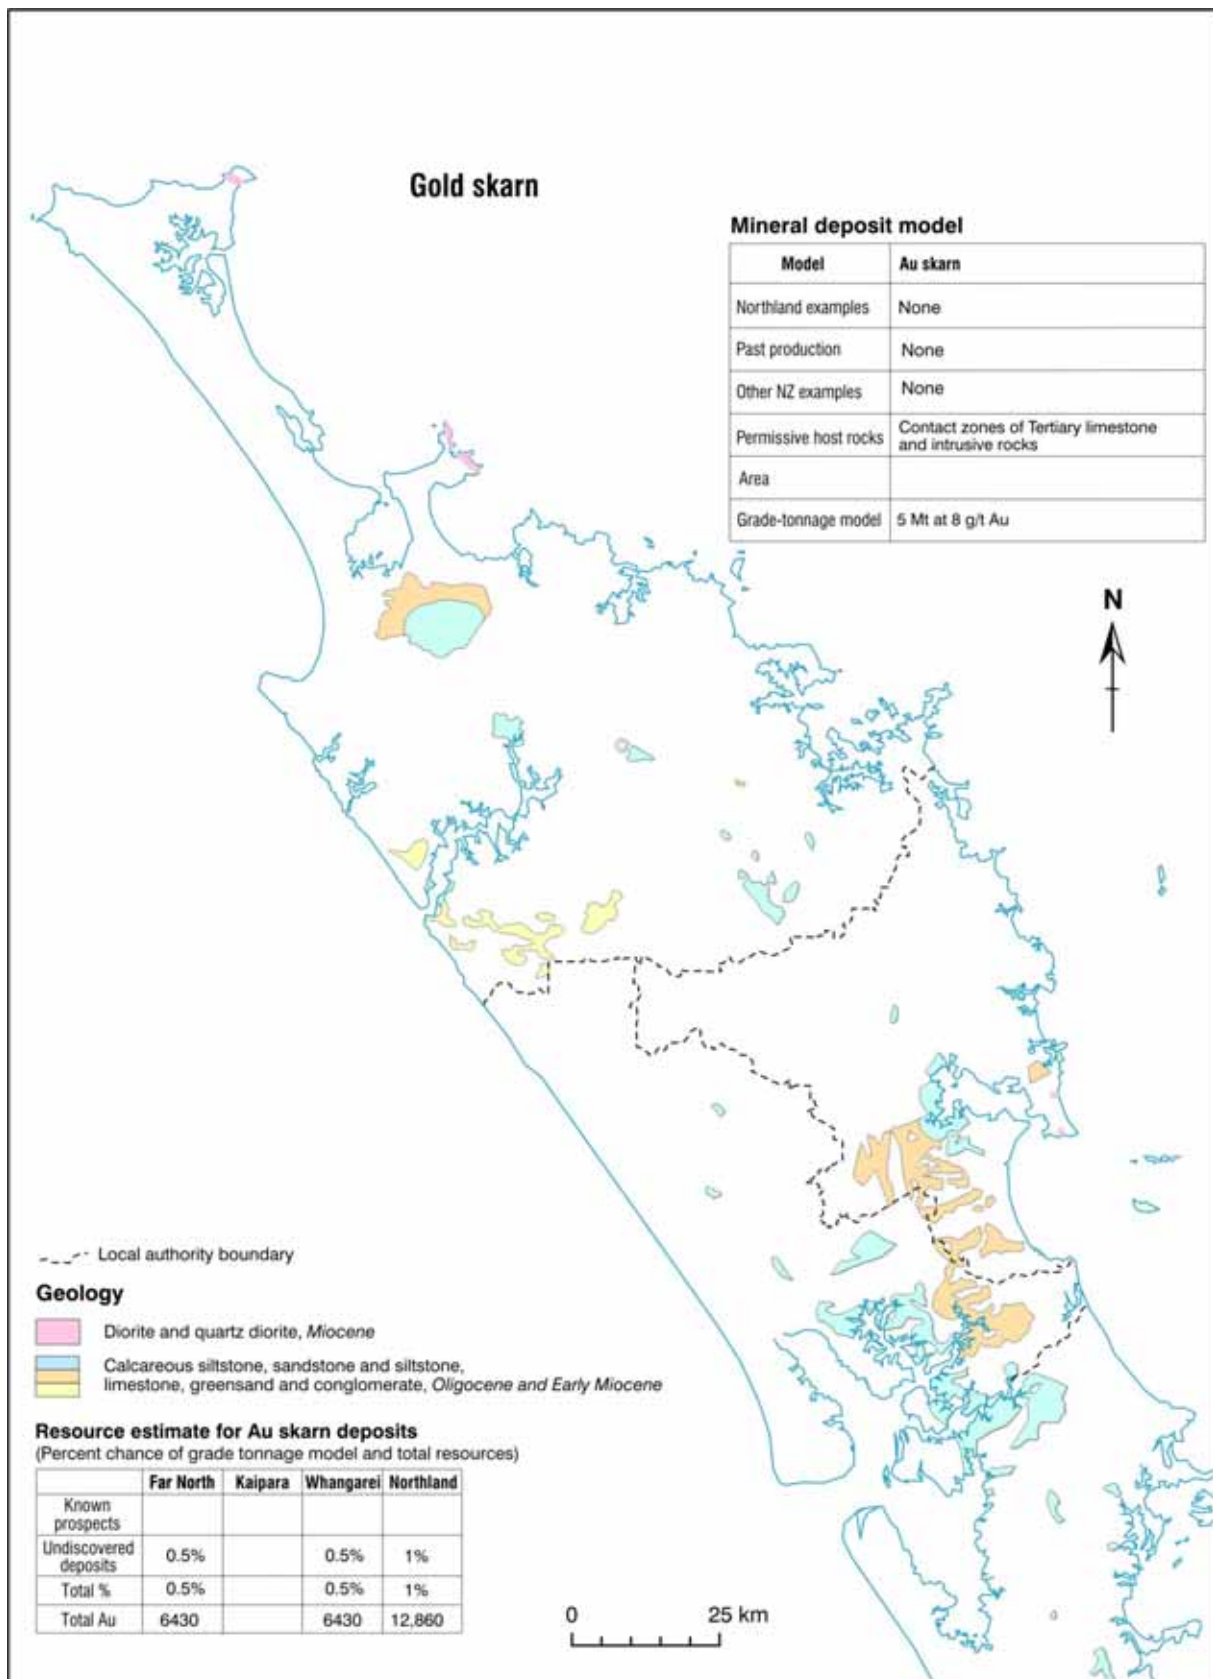 Gold skarn
Mineral deposit model
Model Au skarn
Northland examples None
Past production None
Other NZ examples None
Permissive host rocks Contact zones of Tertiary limestone
and intrusive rocks
Area
Grade-tonnage model 5 Mt at 8 g/t Au
N
Local authority boundary
Geology
Diorite and quartz diorite, Miocene
Calcareous siltstone, sandstone and siltstone,
limestone, greensand and conglomerate, Oligocene and Early Miocene
Resource estimate for Au skarn deposits
(Percent chance of grade tonnage model and total resources)
Far North Kaipara Whangarei Northland
Known
prospects
Undiscovered
deposits 0.5% 0.5% 1%
Total % 0.5% 0.5% 1%
Total Au 6430 6430 12,860
0 25 km